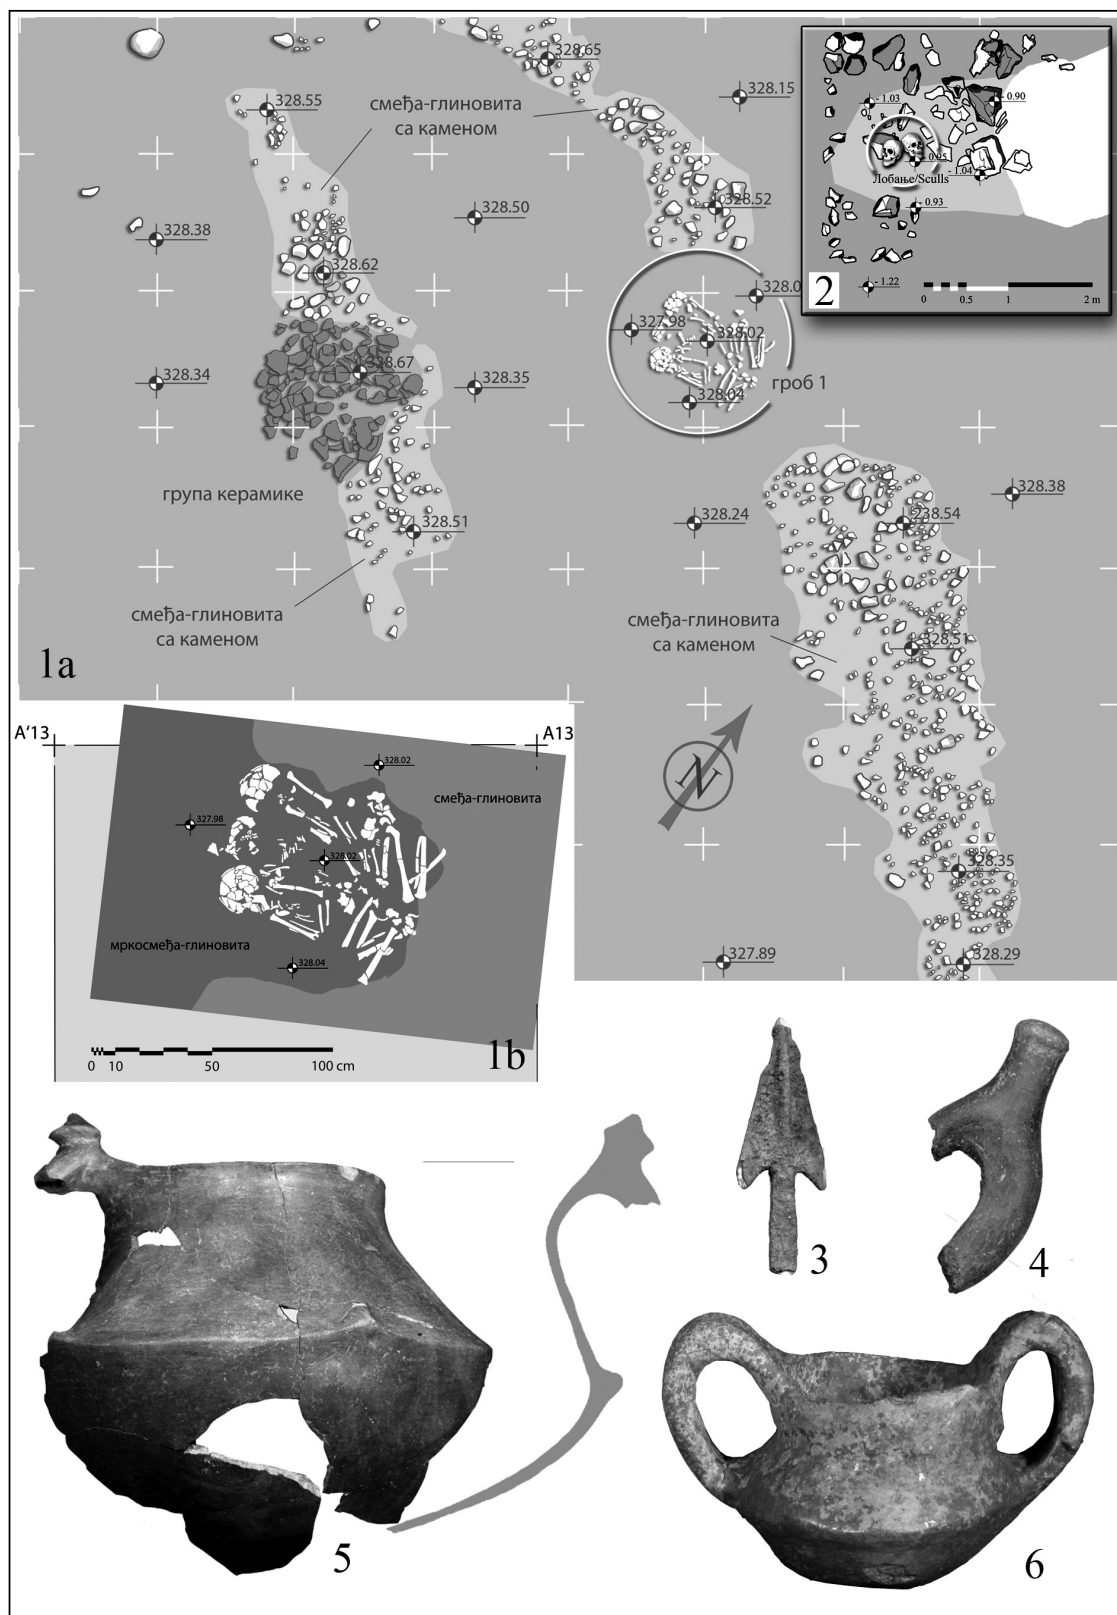 328.65
328.15
328.55
смеђа-глиновита
са каменом
328.52
328.50
328.38
328.62
328.0
327.98
328.02
328.67
328.34
328.35
328.04
гроб 1
група керамике
328.51
328.38
328.24
238.54
смеђа-глиновита
са каменом
смеђа-глиновита
са каменом
328.51
1a
N
328.35
327.89
328.29
- 1.03
- 0.90
- 0.95
Лобање/Sculls
- 1.04
- 0.93
- 1.22
2
0 0.5 1 2 m
A'13
A13
328.02
смеђа-глиновита
327.98
328.02
мркосмеђа-глиновита
328.04
1b
0 10 50 100 cm
3
4
5
6